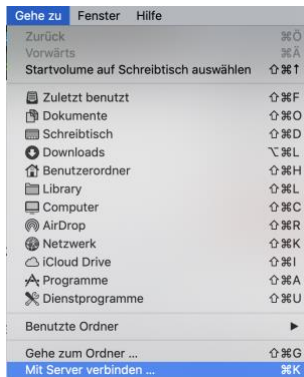 Gehe zu Fenster Hilfe
Zurück ⌘Ö
Vorwärts ⌘Ä
Startvolume auf Schreibtisch auswählen ⇧⌘↑
Zuletzt benutzt ⇧⌘F
Dokumente ⇧⌘O
Schreibtisch ⇧⌘D
Downloads ⌥⌘L
Benutzerordner ⇧⌘H
Library ⇧⌘L
Computer ⇧⌘C
AirDrop ⇧⌘R
Netzwerk ⇧⌘K
iCloud Drive ⇧⌘I
Programme ⇧⌘A
Dienstprogramme ⇧⌘U
Benutzte Ordner ▶
Gehe zum Ordner ... ⇧⌘G
Mit Server verbinden ... ⌘K